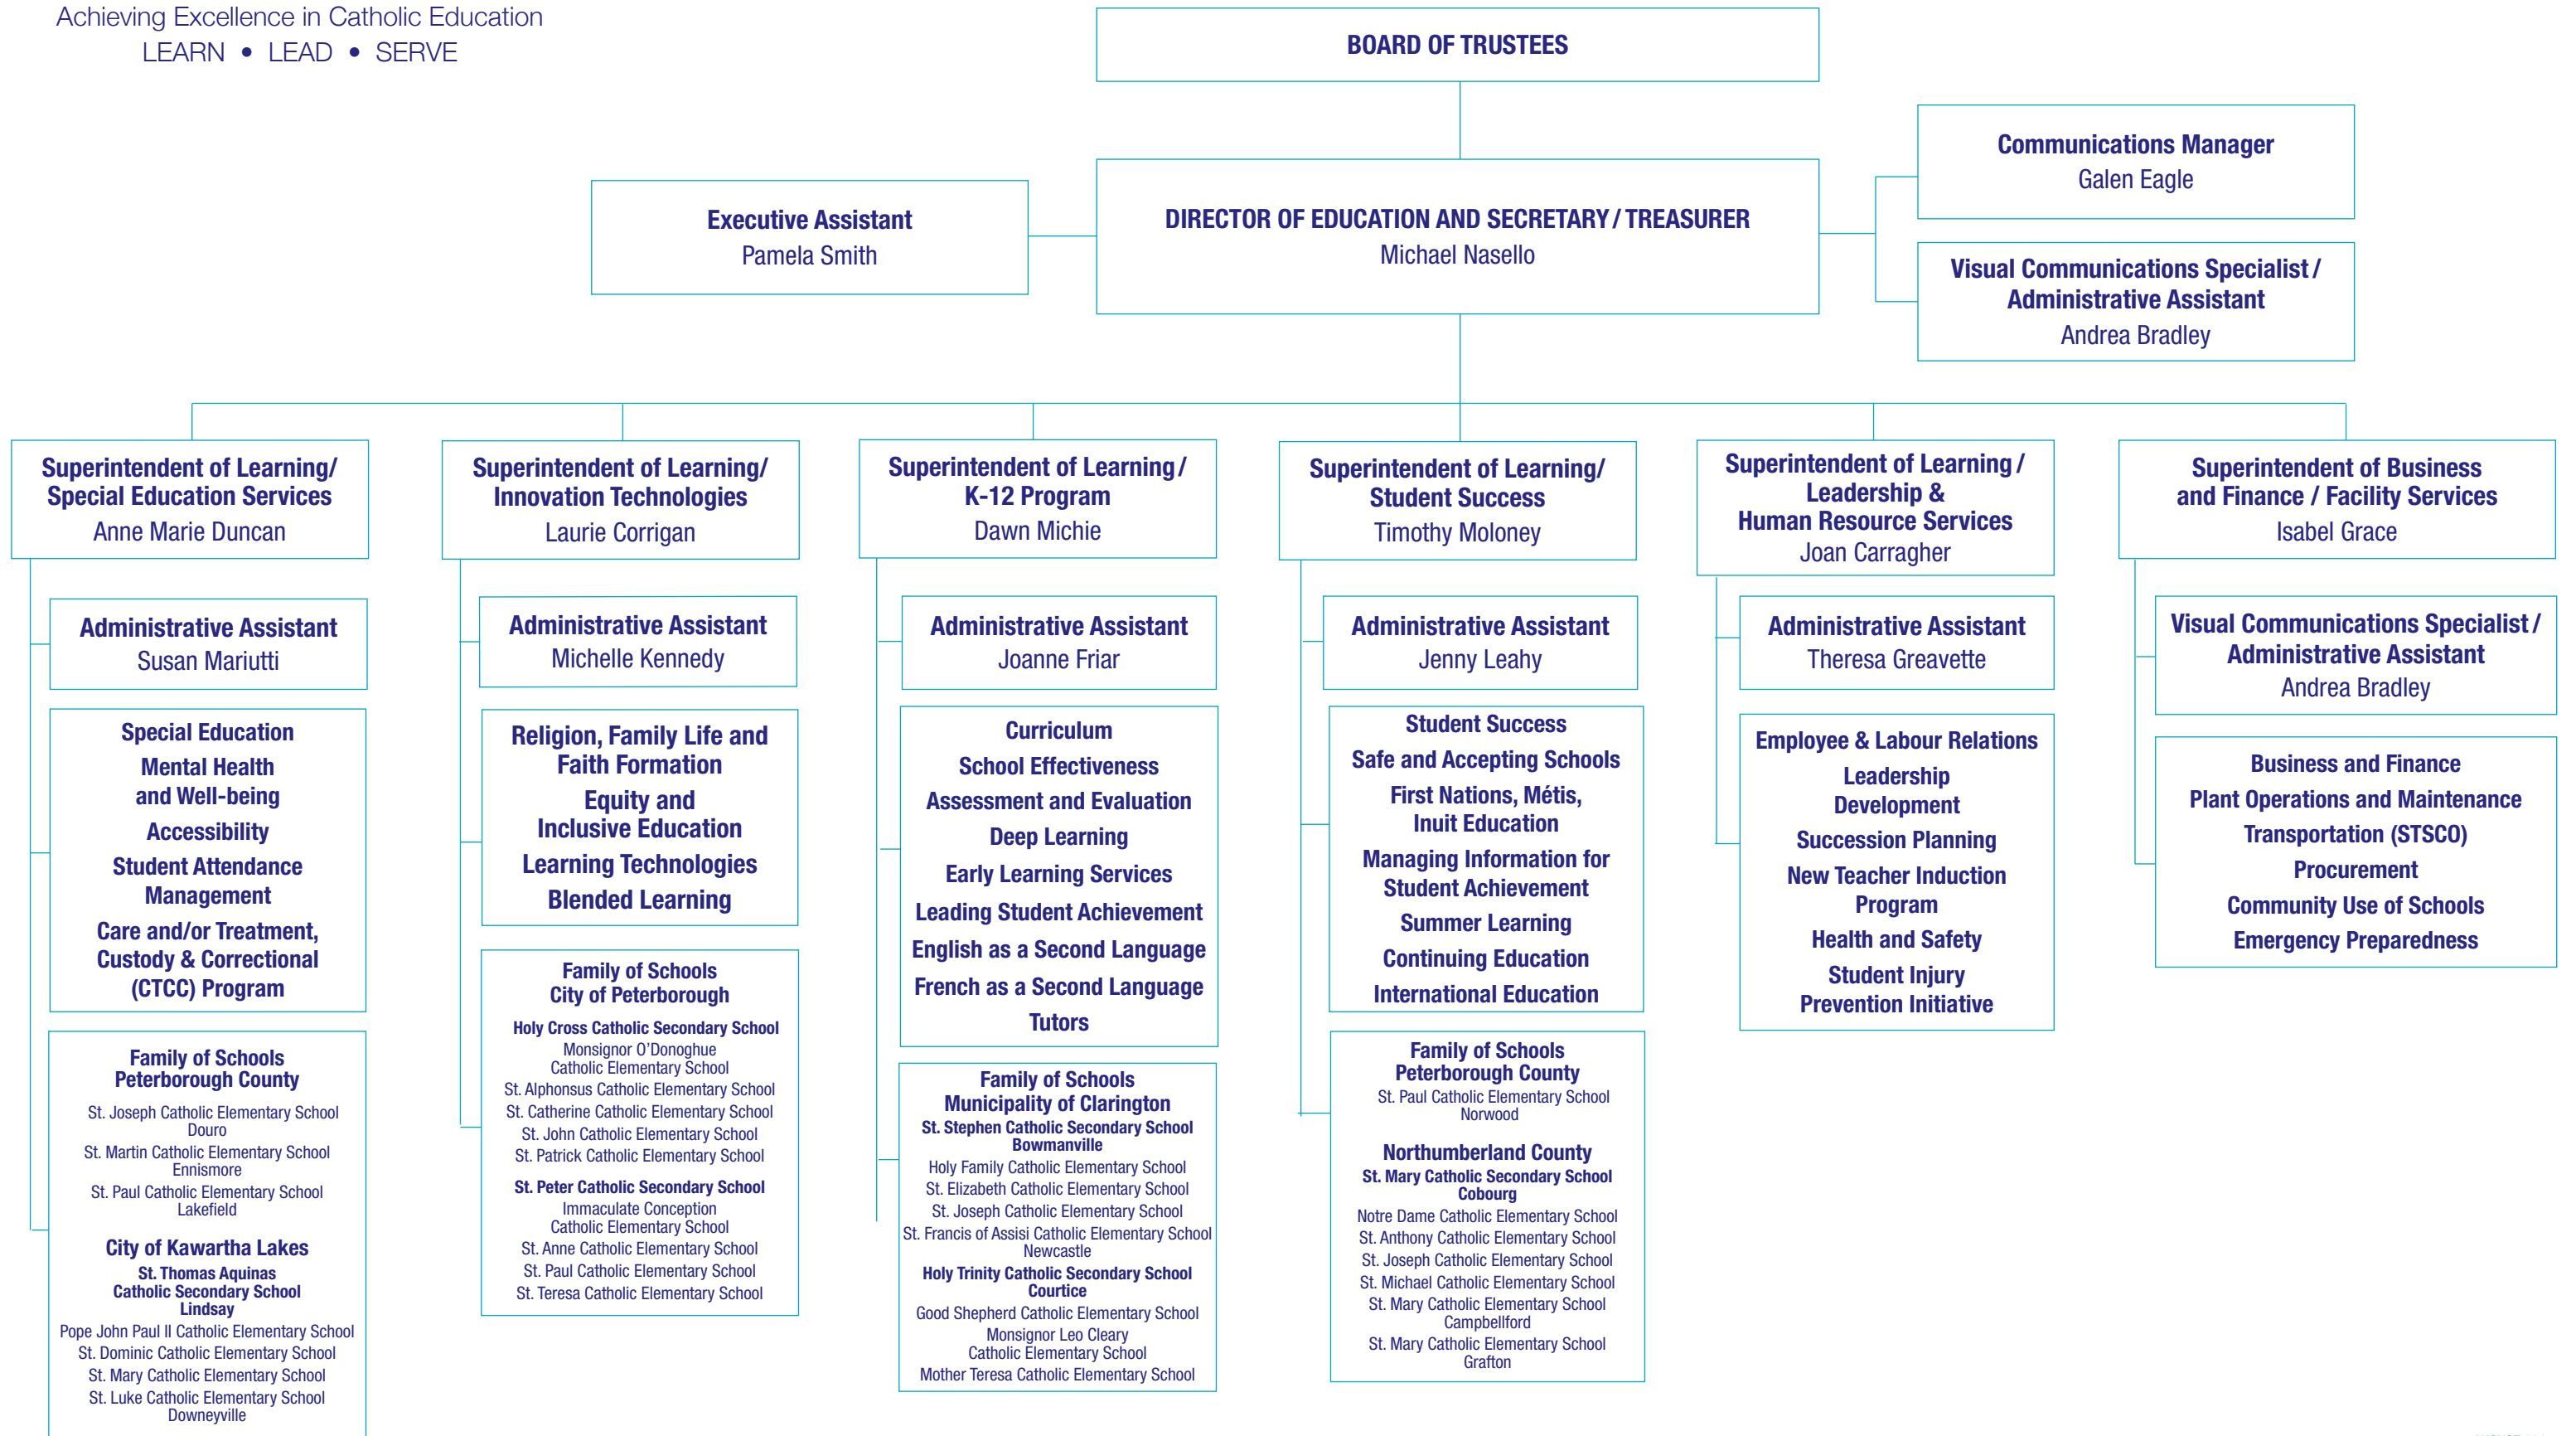 Achieving Excellence in Catholic Education
LEARN • LEAD • SERVE
BOARD OF TRUSTEES
Executive Assistant
Pamela Smith
DIRECTOR OF EDUCATION AND SECRETARY / TREASURER
Michael Nasello
Communications Manager
Galen Eagle
Visual Communications Specialist /
Administrative Assistant
Andrea Bradley
Superintendent of Learning/
Special Education Services
Anne Marie Duncan
Administrative Assistant
Susan Mariutti
Special Education
Mental Health
and Well-being
Accessibility
Student Attendance
Management
Care and/or Treatment,
Custody & Correctional
(CTCC) Program
Family of Schools
Peterborough County
St. Joseph Catholic Elementary School
Douro
St. Martin Catholic Elementary School
Ennismore
St. Paul Catholic Elementary School
Lakefield
City of Kawartha Lakes
St. Thomas Aquinas
Catholic Secondary School
Lindsay
Pope John Paul II Catholic Elementary School
St. Dominic Catholic Elementary School
St. Mary Catholic Elementary School
St. Luke Catholic Elementary School
Downeyville
Superintendent of Learning/
Innovation Technologies
Laurie Corrigan
Administrative Assistant
Michelle Kennedy
Religion, Family Life and
Faith Formation
Equity and
Inclusive Education
Learning Technologies
Blended Learning
Family of Schools
City of Peterborough
Holy Cross Catholic Secondary School
Monsignor O'Donoghue
Catholic Elementary School
St. Alphonsus Catholic Elementary School
St. Catherine Catholic Elementary School
St. John Catholic Elementary School
St. Patrick Catholic Elementary School
St. Peter Catholic Secondary School
Immaculate Conception
Catholic Elementary School
St. Anne Catholic Elementary School
St. Paul Catholic Elementary School
St. Teresa Catholic Elementary School
Superintendent of Learning /
K-12 Program
Dawn Michie
Administrative Assistant
Joanne Friar
Curriculum
School Effectiveness
Assessment and Evaluation
Deep Learning
Early Learning Services
Leading Student Achievement
English as a Second Language
French as a Second Language
Tutors
Family of Schools
Municipality of Clarington
St. Stephen Catholic Secondary School
Bowmanville
Holy Family Catholic Elementary School
St. Elizabeth Catholic Elementary School
St. Joseph Catholic Elementary School
St. Francis of Assisi Catholic Elementary School
Newcastle
Holy Trinity Catholic Secondary School
Courtice
Good Shepherd Catholic Elementary School
Monsignor Leo Cleary
Catholic Elementary School
Mother Teresa Catholic Elementary School
Superintendent of Learning/
Student Success
Timothy Moloney
Administrative Assistant
Jenny Leahy
Student Success
Safe and Accepting Schools
First Nations, Métis,
Inuit Education
Managing Information for
Student Achievement
Summer Learning
Continuing Education
International Education
Family of Schools
Peterborough County
St. Paul Catholic Elementary School
Norwood
Northumberland County
St. Mary Catholic Secondary School
Cobourg
Notre Dame Catholic Elementary School
St. Anthony Catholic Elementary School
St. Joseph Catholic Elementary School
St. Michael Catholic Elementary School
St. Mary Catholic Elementary School
Campbellford
St. Mary Catholic Elementary School
Grafton
Superintendent of Learning /
Leadership &
Human Resource Services
Joan Carragher
Administrative Assistant
Theresa Greavette
Employee & Labour Relations
Leadership
Development
Succession Planning
New Teacher Induction
Program
Health and Safety
Student Injury
Prevention Initiative
Superintendent of Business
and Finance / Facility Services
Isabel Grace
Visual Communications Specialist /
Administrative Assistant
Andrea Bradley
Business and Finance
Plant Operations and Maintenance
Transportation (STSCO)
Procurement
Community Use of Schools
Emergency Preparedness